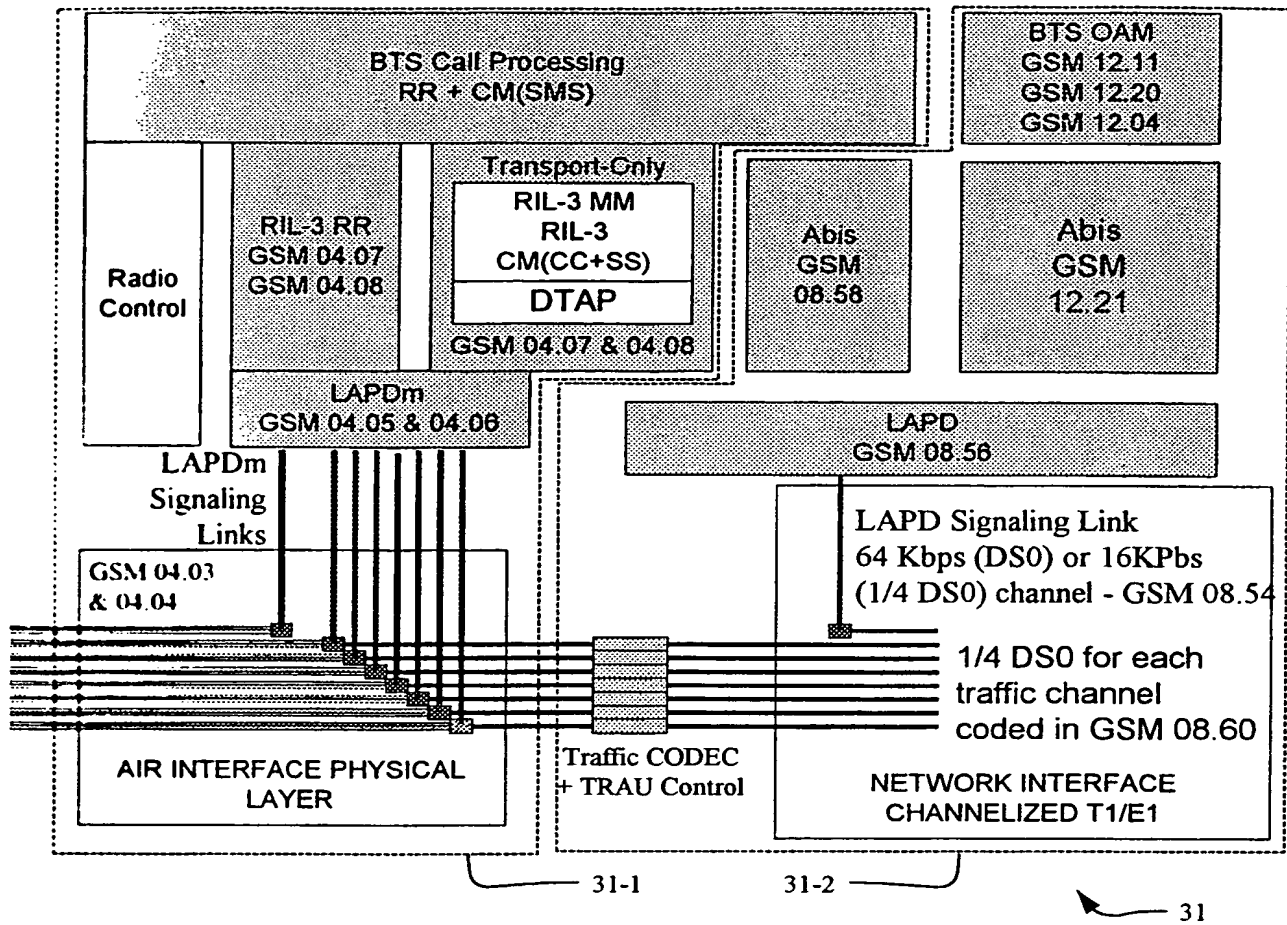 BTS Call Processing
RR + CM(SMS)
BTS OAM
GSM 12.11
GSM 12.20
GSM 12.04
Radio
Control
RIL-3 RR
GSM 04.07
GSM 04.08
Transport-Only
RIL-3 MM
RIL-3
CM(CC+SS)
DTAP
GSM 04.07 & 04.08
Abis
GSM
08.58
Abis
GSM
12.21
LAPDm
GSM 04.05 & 04.06
LAPD
GSM 08.56
LAPDm
Signaling
Links
LAPD Signaling Link
64 Kbps (DS0) or 16KPbs
(1/4 DS0) channel - GSM 08.54
GSM 04.03
& 04.04
1/4 DS0 for each
traffic channel
coded in GSM 08.60
AIR INTERFACE PHYSICAL
LAYER
Traffic CODEC
+ TRAU Control
NETWORK INTERFACE
CHANNELIZED T1/E1
31-1
31-2
31